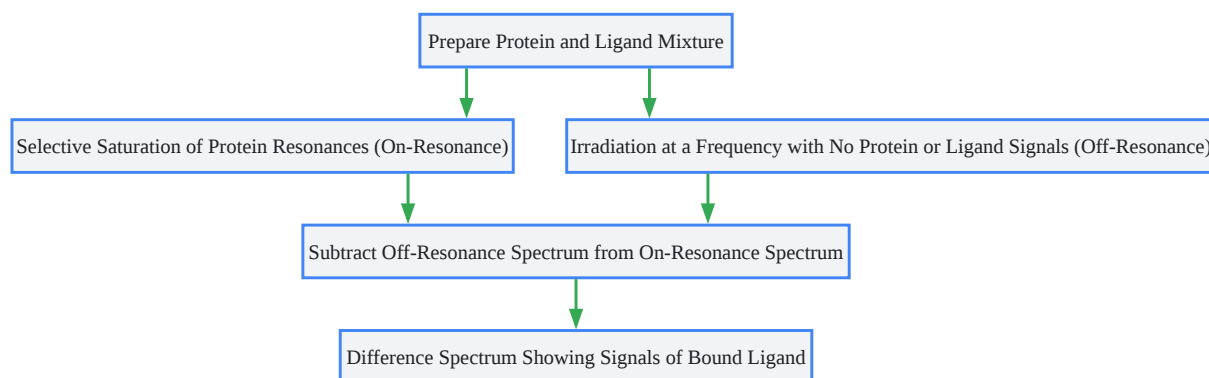 Prepare Protein and Ligand Mixture
Selective Saturation of Protein Resonances (On-Resonance)
Irradiation at a Frequency with No Protein or Ligand Signals (Off-Resonance)
Subtract Off-Resonance Spectrum from On-Resonance Spectrum
Difference Spectrum Showing Signals of Bound Ligand